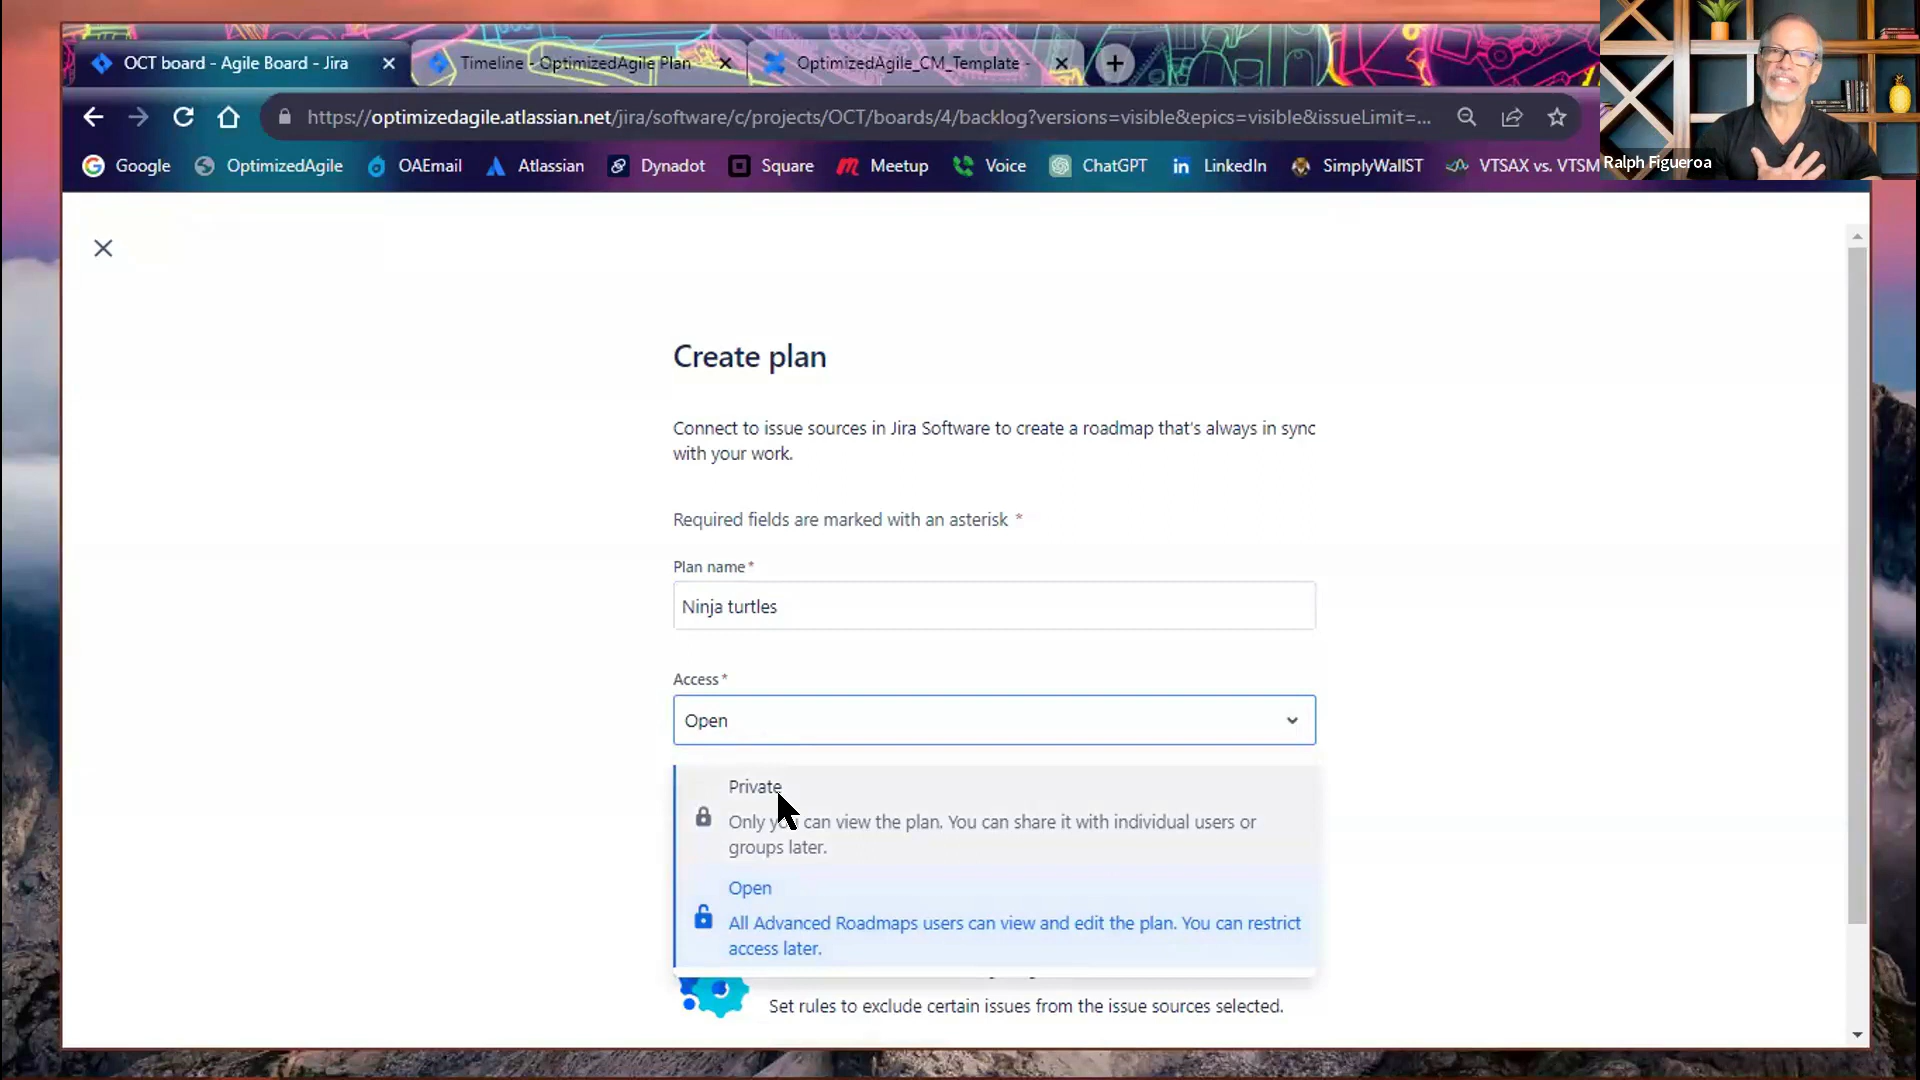 OCT board - Agile Board - Jira
Timeline - OptimizedAgile Plan
OptimizedAgile_CM_Template -
https://optimizedagile.atlassian.net/jira/software/c/projects/OCT/boards/4/backlog?versions=visible&epics=visible&issueLimit=...
Google
OptimizedAgile
OAEmail
Atlassian
Dynadot
Square
Meetup
Voice
ChatGPT
LinkedIn
SimplyWallST
VTSAX vs. VTSM
Ralph Figueroa
Create plan
Connect to issue sources in Jira Software to create a roadmap that's always in sync
with your work.
Required fields are marked with an asterisk *
Plan name*
Ninja turtles
Access*
Open
Private
Only you can view the plan. You can share it with individual users or
groups later.
Open
All Advanced Roadmaps users can view and edit the plan. You can restrict
access later.
Set rules to exclude certain issues from the issue sources selected.